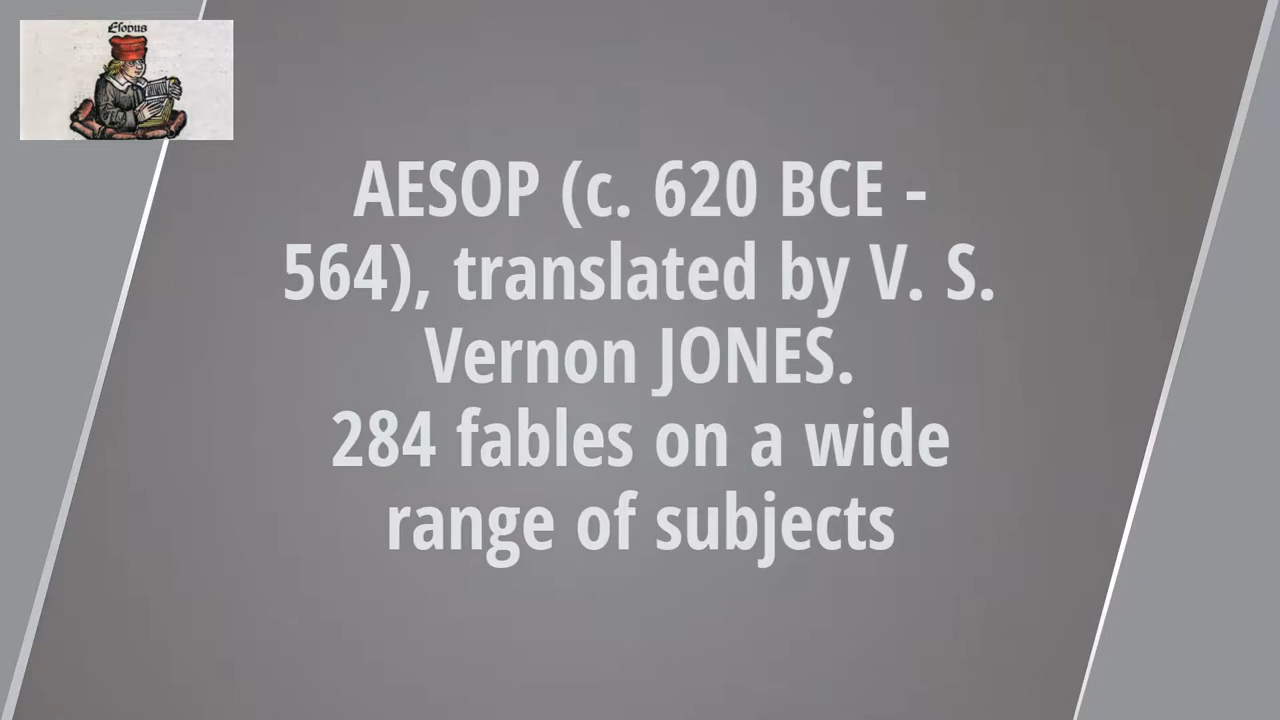 Esopus
AESOP (c. 620 BCE -
564), translated by V. S.
Vernon JONES.
284 fables on a wide
range of subjects